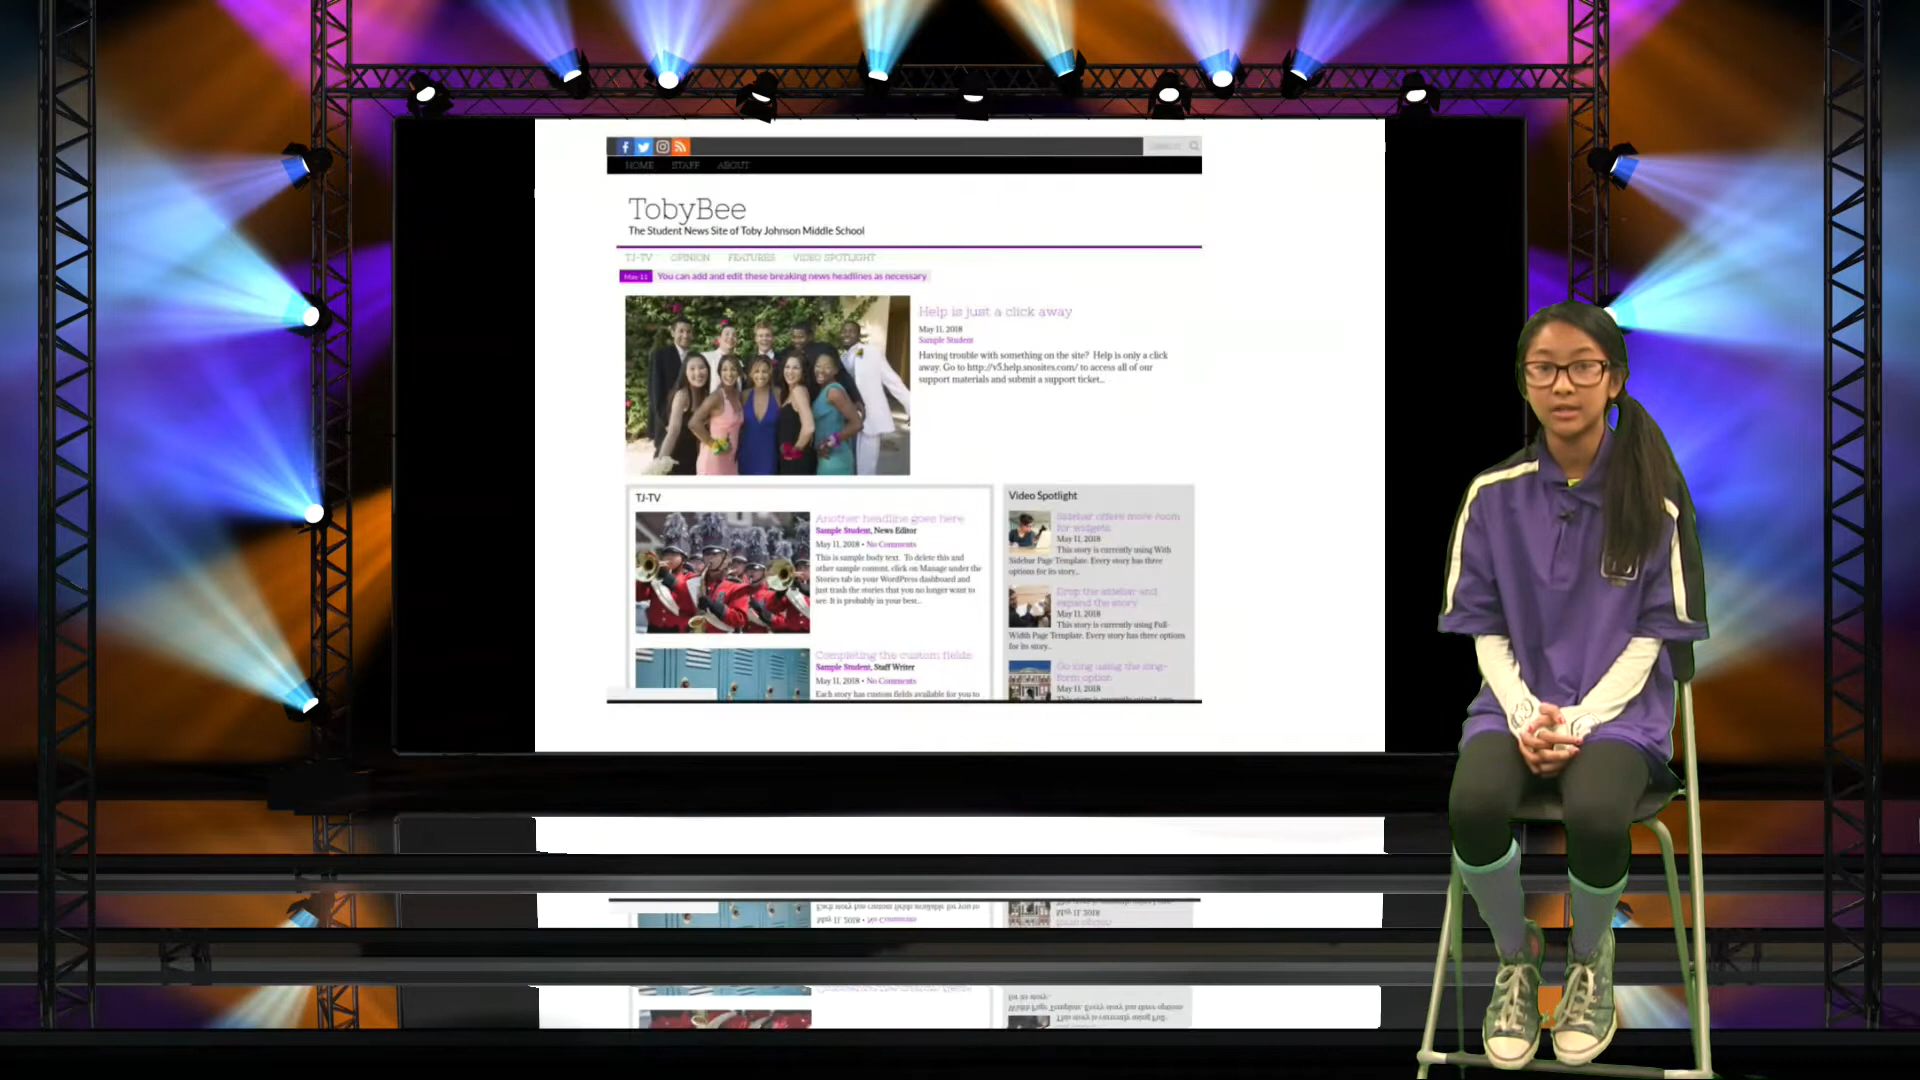 HOME STAFF ABOUT
TobyBee
The Student News Site of Toby Johnson Middle School
TJ-TV OPINION FEATURES VIDEO SPOTLIGHT
May 11 You can add and edit these breaking news headlines as necessary
Help is just a click away
May 11, 2018
Sample Student
Having trouble with something on the site? Help is only a click
away. Go to http://v5.help.snosites.com/ to access all of our
support materials and submit a support ticket...
TJ-TV
Another headline goes here
Sample Student, News Editor
May 11, 2018 • No Comments
This is sample body text. To delete this and
other sample content, click on Manage under the
Stories tab in your WordPress dashboard and
just trash the stories that you no longer want to
see. It is probably in your best...
Completing the custom fields
Sample Student, Staff Writer
May 11, 2018 • No Comments
Each story has custom fields available for you to
Video Spotlight
Sidebar offers more room
for widgets
May 11, 2018
This story is currently using With
Sidebar Page Template. Every story has three
options for its story...
Drop the sidebar and
expand the story
May 11, 2018
This story is currently using Full-
Width Page Template. Every story has three options
for its story...
Go long using the long-
form option
May 11, 2018